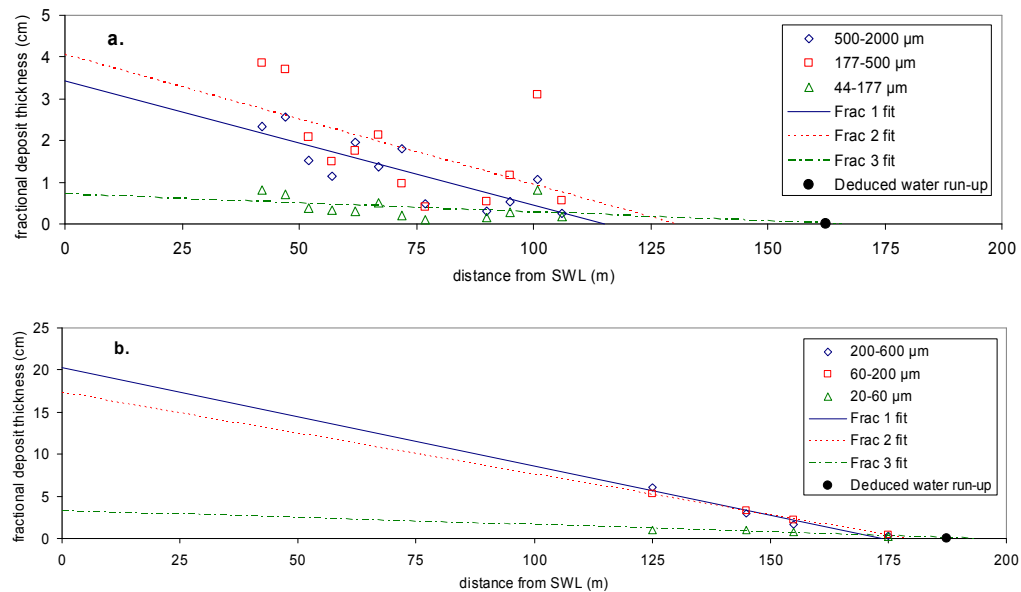 a.
fractional deposit thickness (cm)
5
4
3
2
1
0
0 25 50 75 100 125 150 175 200
distance from SWL (m)
500-2000 µm
177-500 µm
44-177 µm
Frac 1 fit
Frac 2 fit
Frac 3 fit
Deduced water run-up
b.
fractional deposit thickness (cm)
25
20
15
10
5
0
0 25 50 75 100 125 150 175 200
distance from SWL (m)
200-600 µm
60-200 µm
20-60 µm
Frac 1 fit
Frac 2 fit
Frac 3 fit
Deduced water run-up